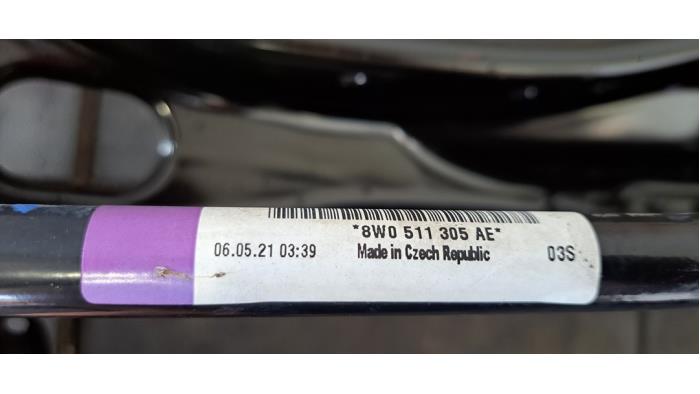 *8W0 511 305 AE*
06.05.21 03:39 Made in Czech Republic 03S